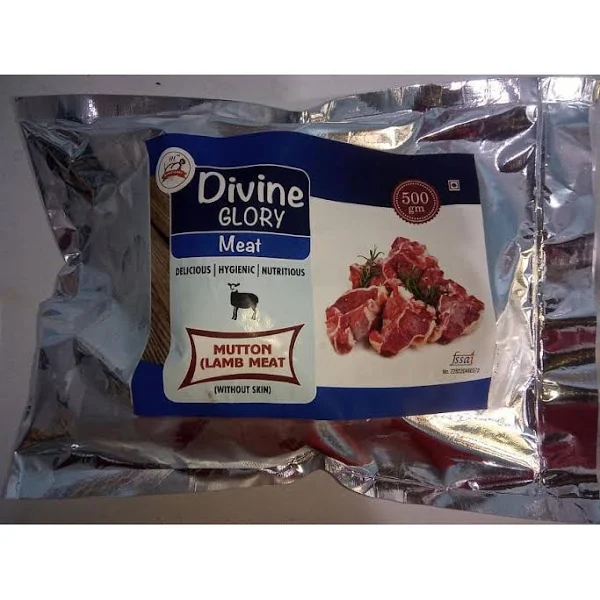 Divine
GLORY
Meat
DELICIOUS | HYGIENIC | NUTRITIOUS
MUTTON
(LAMB MEAT
(WITHOUT SKIN)
500
gm
fssai